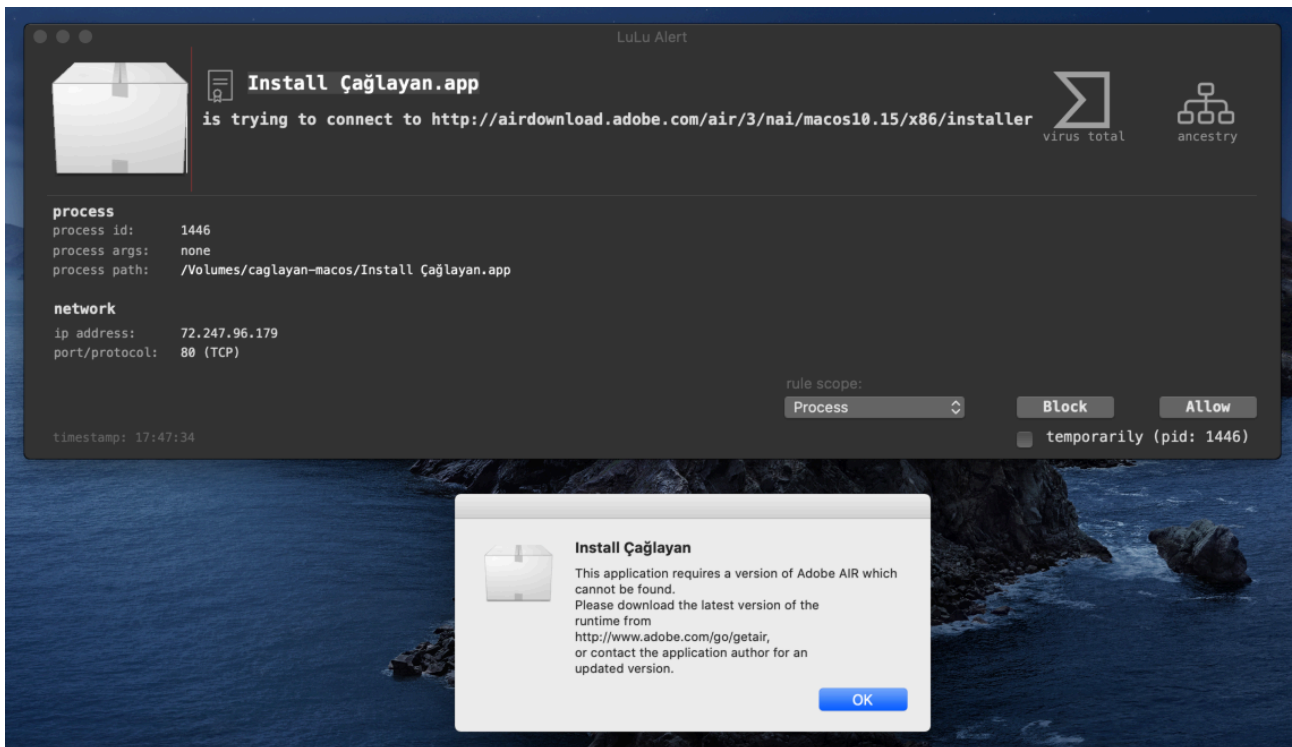 LuLu Alert
Install Çağlayan.app
is trying to connect to http://airdownload.adobe.com/air/3/nai/macos10.15/x86/installer
virus total
ancestry
process
process id: 1446
process args: none
process path: /Volumes/caglayan-macos/Install Çağlayan.app
network
ip address: 72.247.96.179
port/protocol: 80 (TCP)
rule scope:
Process
Block
Allow
timestamp: 17:47:34
temporarily (pid: 1446)
Install Çağlayan
This application requires a version of Adobe AIR which
cannot be found.
Please download the latest version of the
runtime from
http://www.adobe.com/go/getair,
or contact the application author for an
updated version.
OK